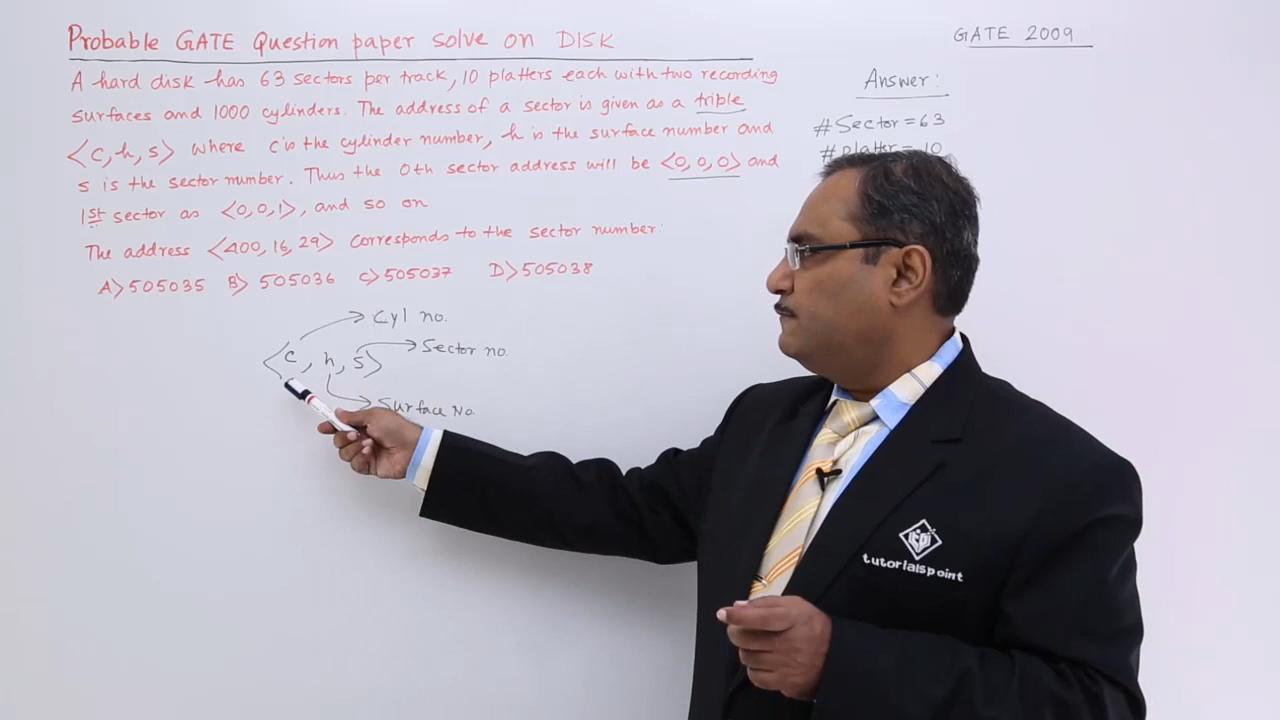 Probable GATE Question paper solve on DISK
GATE 2009
A hard disk has 63 sectors per track, 10 platters each with two recording
surfaces and 1000 cylinders. The address of a sector is given as a triple
<c, h, s> where c is the cylinder number, h is the surface number and
s is the sector number. Thus the 0th sector address will be <0, 0, 0> and
1st sector as <0, 0, 1>, and so on
The address <400, 16, 29> corresponds to the sector number:
A> 505035 B> 505036 C> 505037 D> 505038
Answer:
# Sector = 63
# platter = 10
Cyl no.
<c, h, s>
Sector no.
Surface No.
tutorialspoint